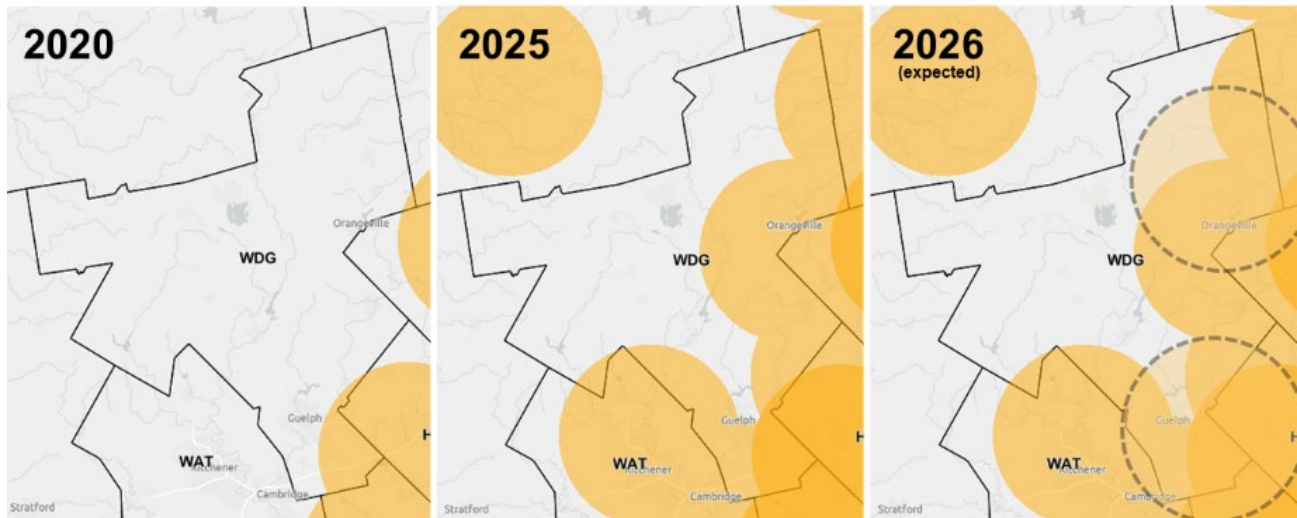 2020
Orangeville
WDG
Guelph
H
WAT
Kitchener
Cambridge
Stratford
2025
Orangeville
WDG
Guelph
H
WAT
Kitchener
Cambridge
Stratford
2026
(expected)
Orangeville
WDG
Guelph
H
WAT
Kitchener
Cambridge
Stratford